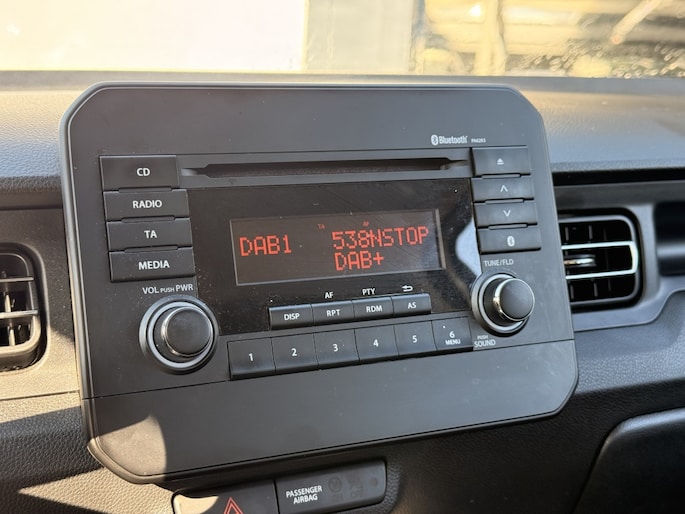 Bluetooth
CD
RADIO
TA
MEDIA
TA AF
DAB1 538NSTOP
DAB+
VOL PUSH PWR
TUNE/FLD
AF PTY
DISP RPT RDM AS
1 2 3 4 5 6
MENU
PUSH
SOUND
PASSENGER
AIRBAG